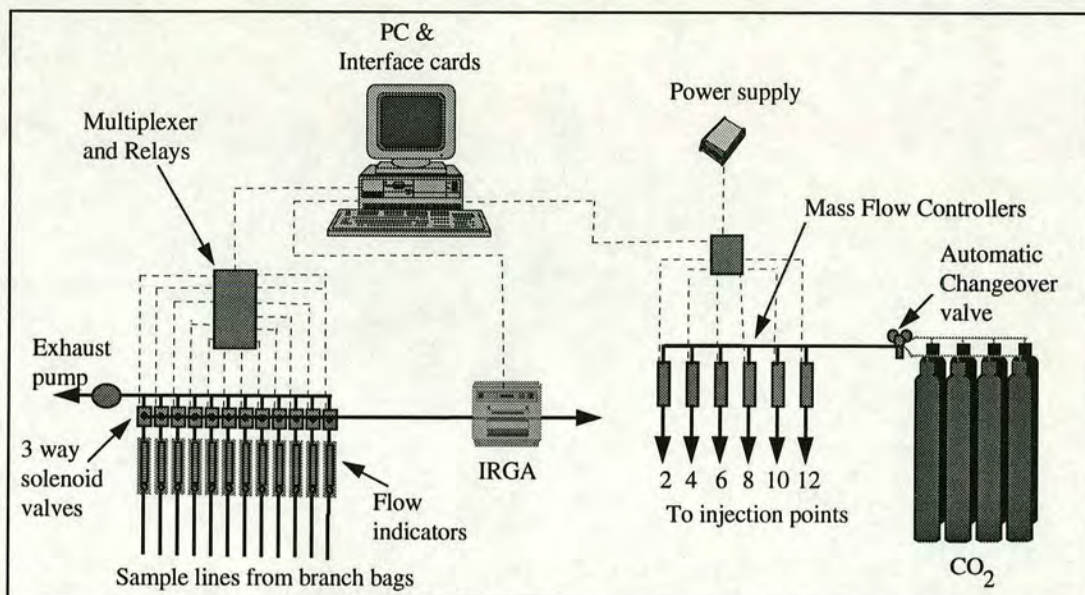 PC &
Interface cards
Multiplexer
and Relays
Power supply
Mass Flow Controllers
Automatic
Changeover
valve
Exhaust
pump
3 way
solenoid
valves
IRGA
Flow
indicators
2 4 6 8 10 12
To injection points
Sample lines from branch bags
CO₂